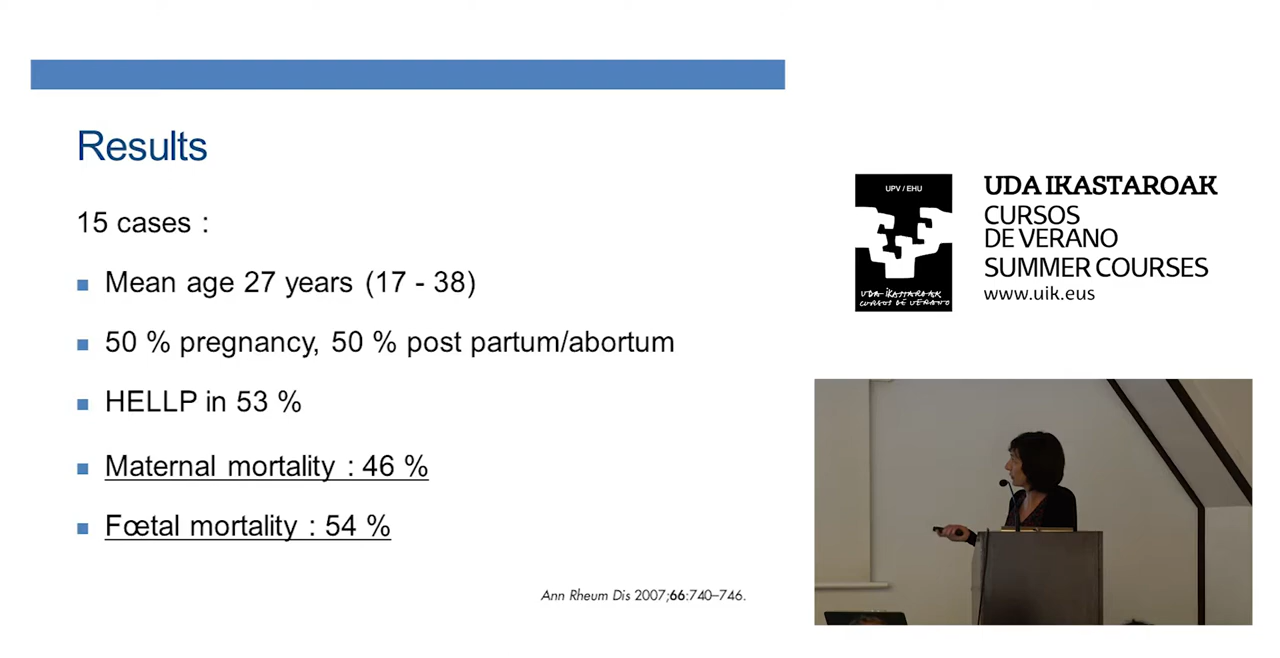 Results
15 cases :
Mean age 27 years (17 - 38)
50 % pregnancy, 50 % post partum/abortum
HELLP in 53 %
Maternal mortality : 46 %
Fœtal mortality : 54 %
Ann Rheum Dis 2007;66:740–746.
UPV / EHU
UDA IKASTAROAK
CURSOS DE VERANO
UDA IKASTAROAK
CURSOS
DE VERANO
SUMMER COURSES
www.uik.eus